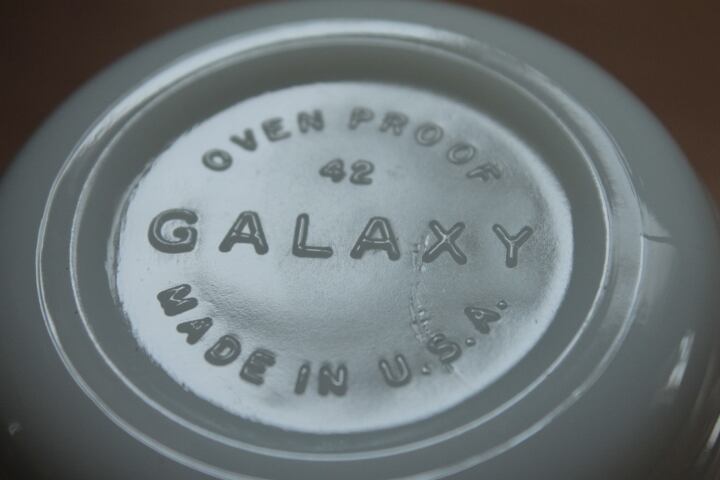 OVEN PROOF
42
GALAXY
MADE IN U.S.A.